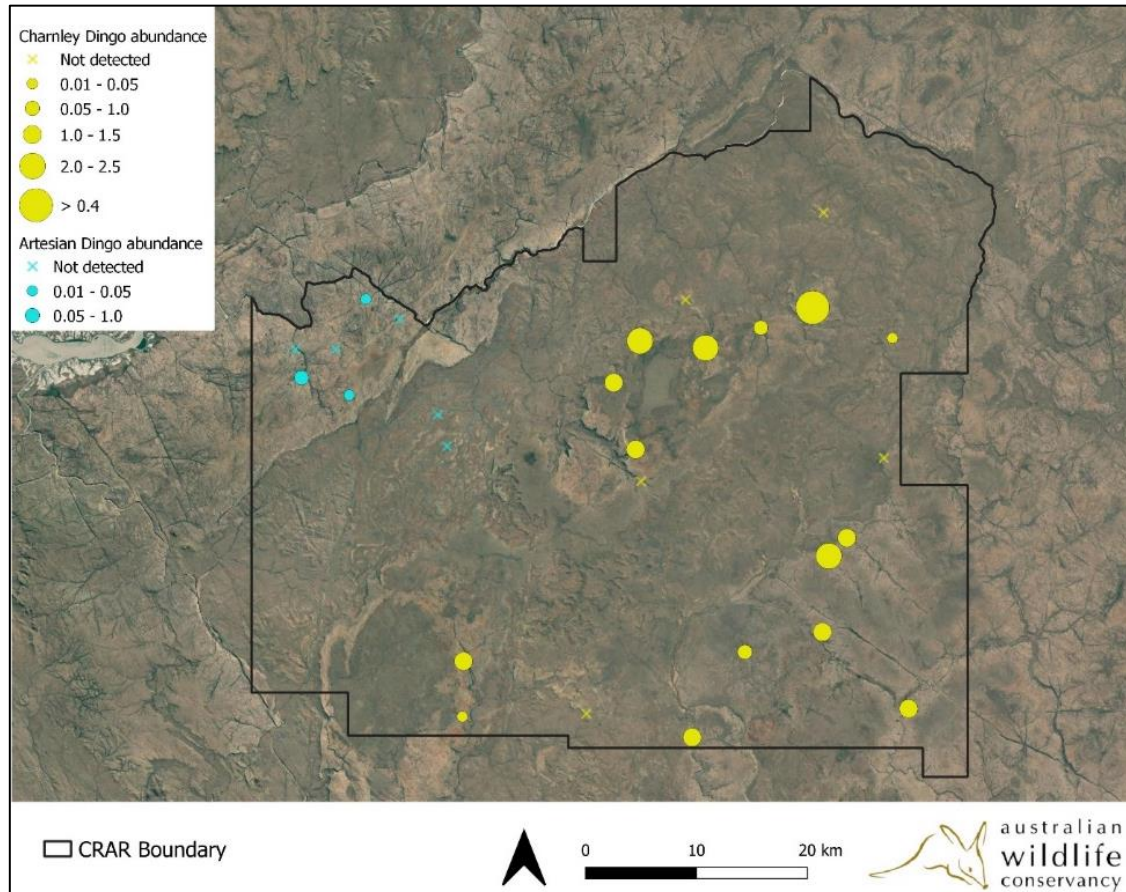 Charnley Dingo abundance
Not detected
0.01 - 0.05
0.05 - 1.0
1.0 - 1.5
2.0 - 2.5
> 0.4
Artesian Dingo abundance
Not detected
0.01 - 0.05
0.05 - 1.0
CRAR Boundary
0 10 20 km
australian
wildlife
conservancy